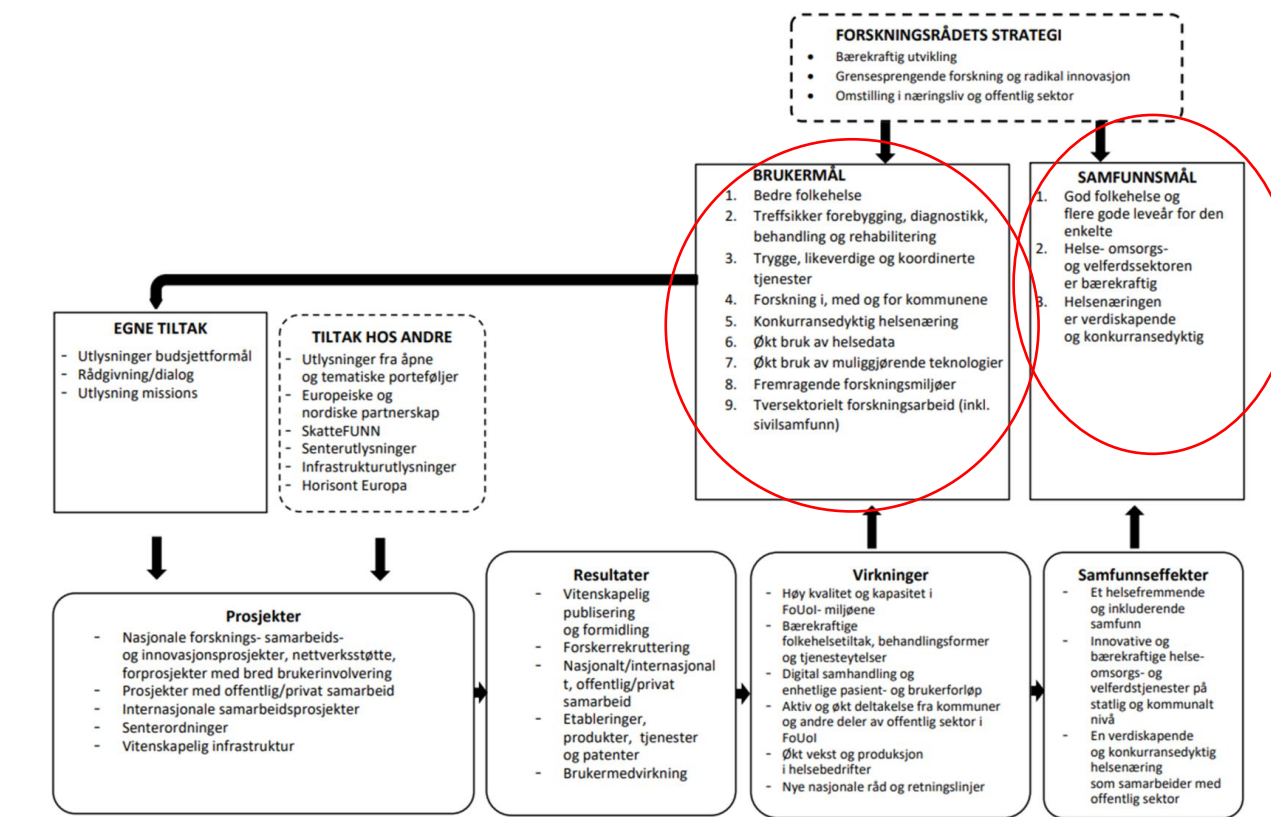 FORSKNINGSRÅDETS STRATEGI
• Bærekraftig utvikling
• Grensesprengende forskning og radikal innovasjon
• Omstilling i næringsliv og offentlig sektor
BRUKERMÅL
1. Bedre folkehelse
2. Treffsikker forebygging, diagnostikk,
behandling og rehabilitering
3. Trygge, likeverdige og koordinerte
tjenester
4. Forskning i, med og for kommunene
5. Konkurransedyktig helsenæring
6. Økt bruk av helsedata
7. Økt bruk av muliggjørende teknologier
8. Fremragende forskningsmiljøer
9. Tversektorielt forskningsarbeid (inkl.
sivilsamfunn)
SAMFUNNSMÅL
1. God folkehelse og
flere gode leveår for den
enkelte
2. Helse- omsorgs-
og velferdssektoren
er bærekraftig
3. Helsenæringen
er verdiskapende
og konkurransedyktig
EGNE TILTAK
- Utlysninger budsjettformål
- Rådgivning/dialog
- Utlysning missions
TILTAK HOS ANDRE
- Utlysninger fra åpne
og tematiske porteføljer
- Europeiske og
nordiske partnerskap
- SkatteFUNN
- Senterutlysninger
- Infrastrukturutlysninger
- Horisont Europa
Prosjekter
- Nasjonale forsknings- samarbeids-
og innovasjonsprosjekter, nettverksstøtte,
forprosjekter med bred brukerinvolvering
- Prosjekter med offentlig/privat samarbeid
- Internasjonale samarbeidsprosjekter
- Senterordninger
- Vitenskapelig infrastruktur
Resultater
- Vitenskapelig
publisering
og formidling
- Forskerrekruttering
- Nasjonalt/internasjonal
t, offentlig/privat
samarbeid
- Etableringer,
produkter, tjenester
og patenter
- Brukermedvirkning
Virkninger
- Høy kvalitet og kapasitet i
FoUoI- miljøene
- Bærekraftige
folkehelsetiltak, behandlingsformer
og tjenesteytelser
- Digital samhandling og
enhetlige pasient- og brukerforløp
- Aktiv og økt deltakelse fra kommuner
og andre deler av offentlig sektor i
FoUoI
- Økt vekst og produksjon
i helsebedrifter
- Nye nasjonale råd og retningslinjer
Samfunnseffekter
- Et helsefremmende
og inkluderende
samfunn
- Innovative og
bærekraftige helse-
omsorgs- og
velferdstjenester på
statlig og kommunalt
nivå
- En verdiskapende
og konkurransedyktig
helsenæring
som samarbeider med
offentlig sektor